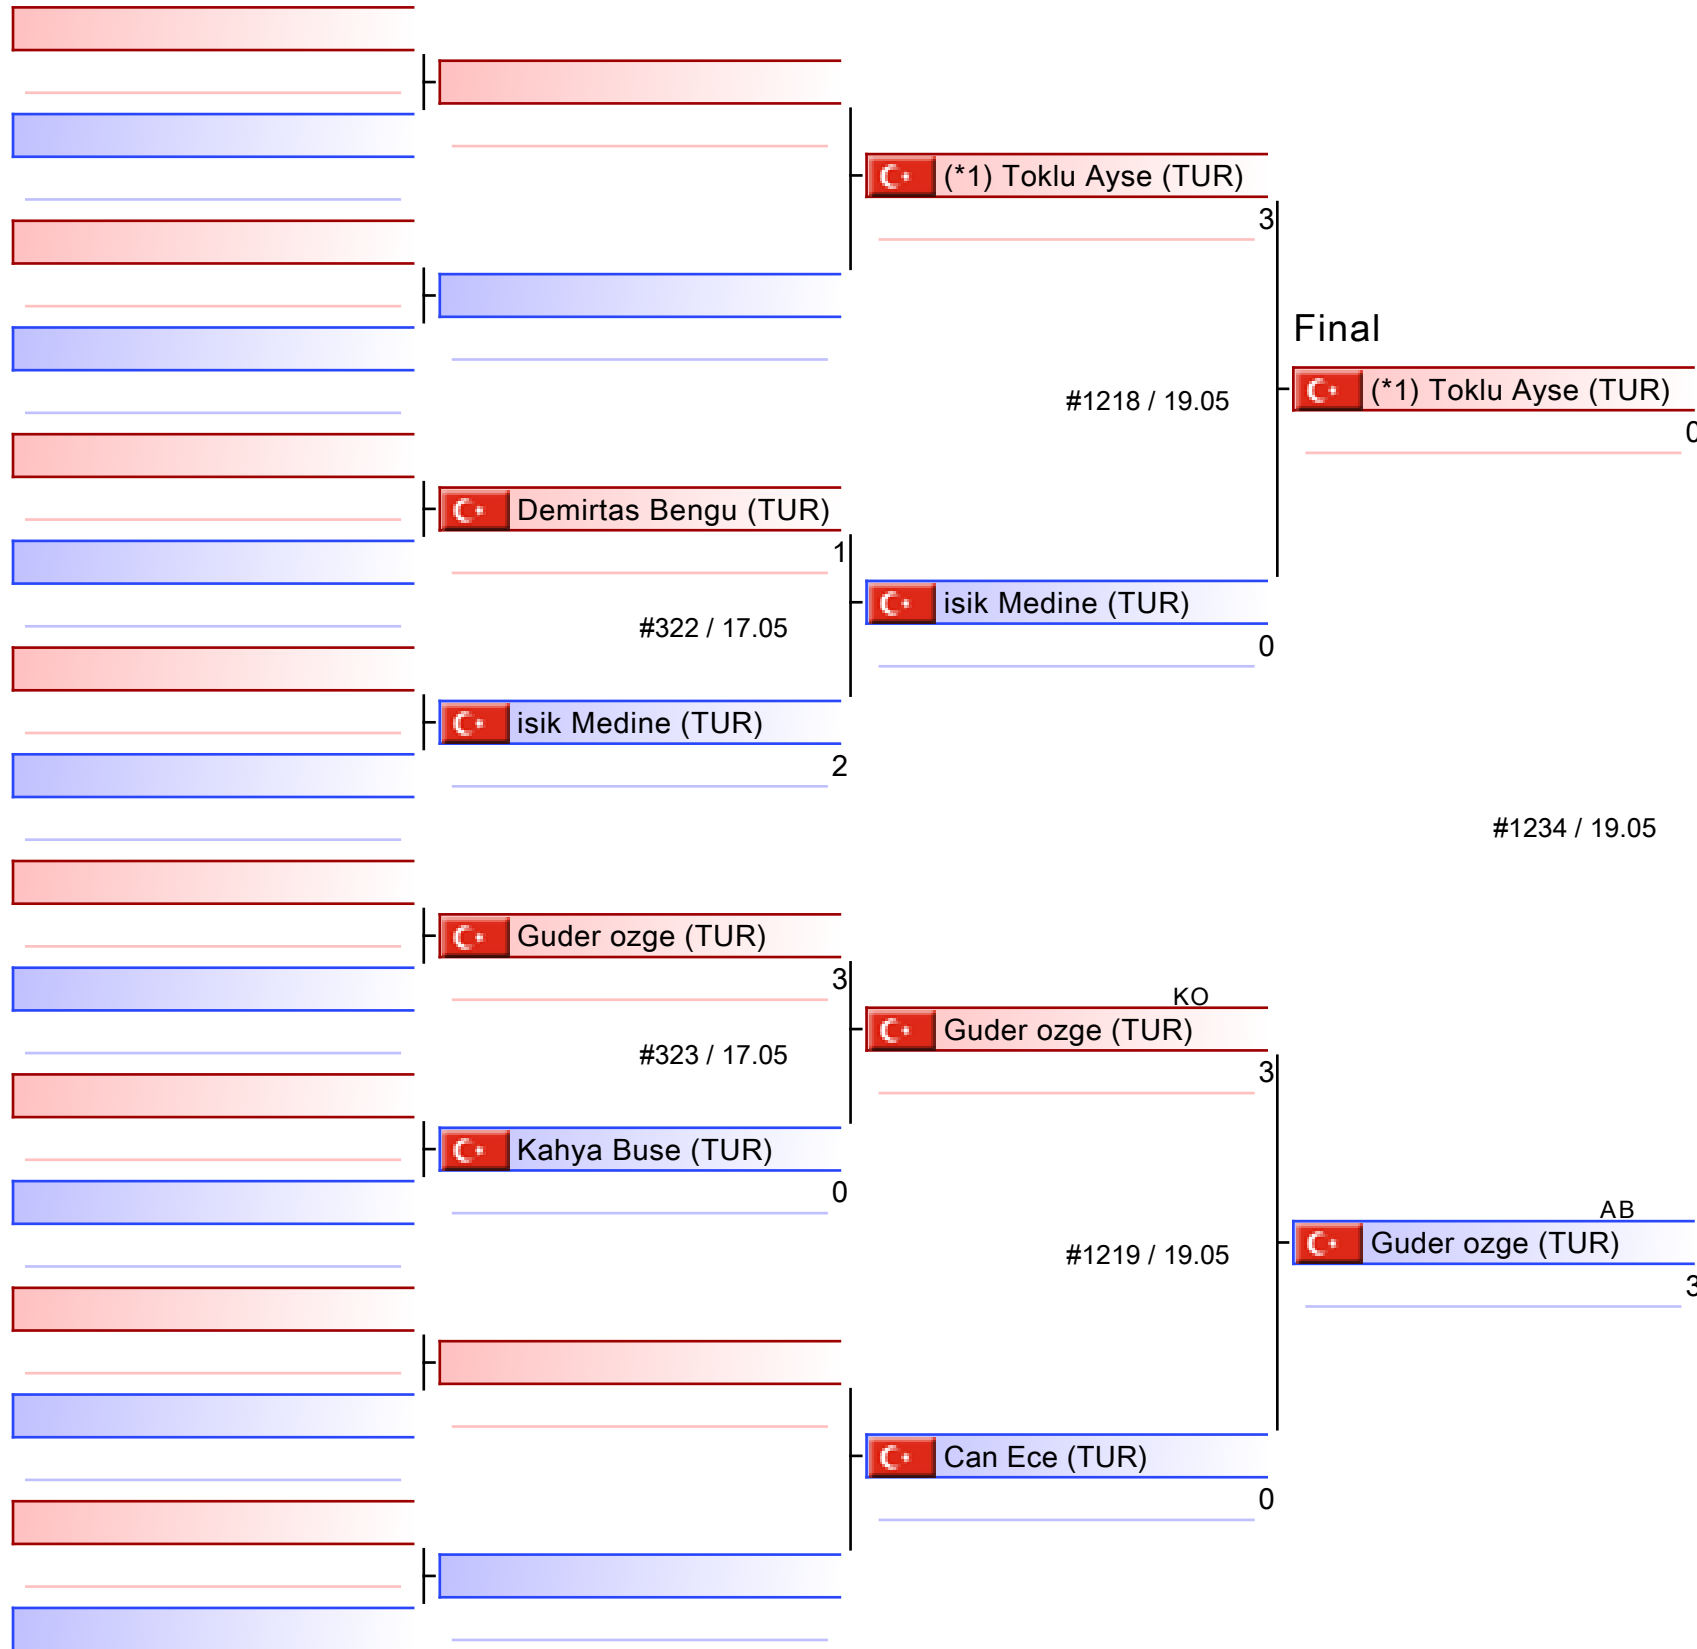 (*1) Toklu Ayse (TUR)
3
Final
#1218 / 19.05
(*1) Toklu Ayse (TUR)
0
Demirtas Bengu (TUR)
1
#322 / 17.05
isik Medine (TUR)
0
isik Medine (TUR)
2
#1234 / 19.05
Guder ozge (TUR)
3
KO
Guder ozge (TUR)
3
#323 / 17.05
Kahya Buse (TUR)
0
AB
Guder ozge (TUR)
3
#1219 / 19.05
Can Ece (TUR)
0